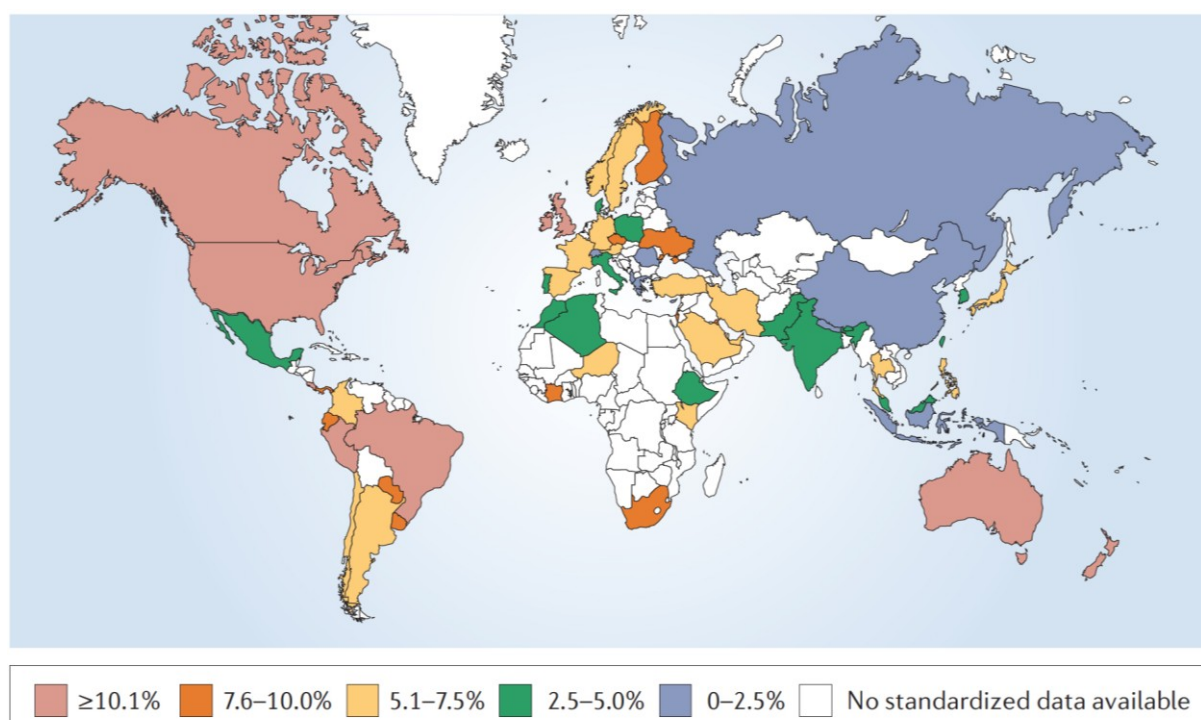 ≥10.1% 7.6–10.0% 5.1–7.5% 2.5–5.0% 0–2.5% No standardized data available